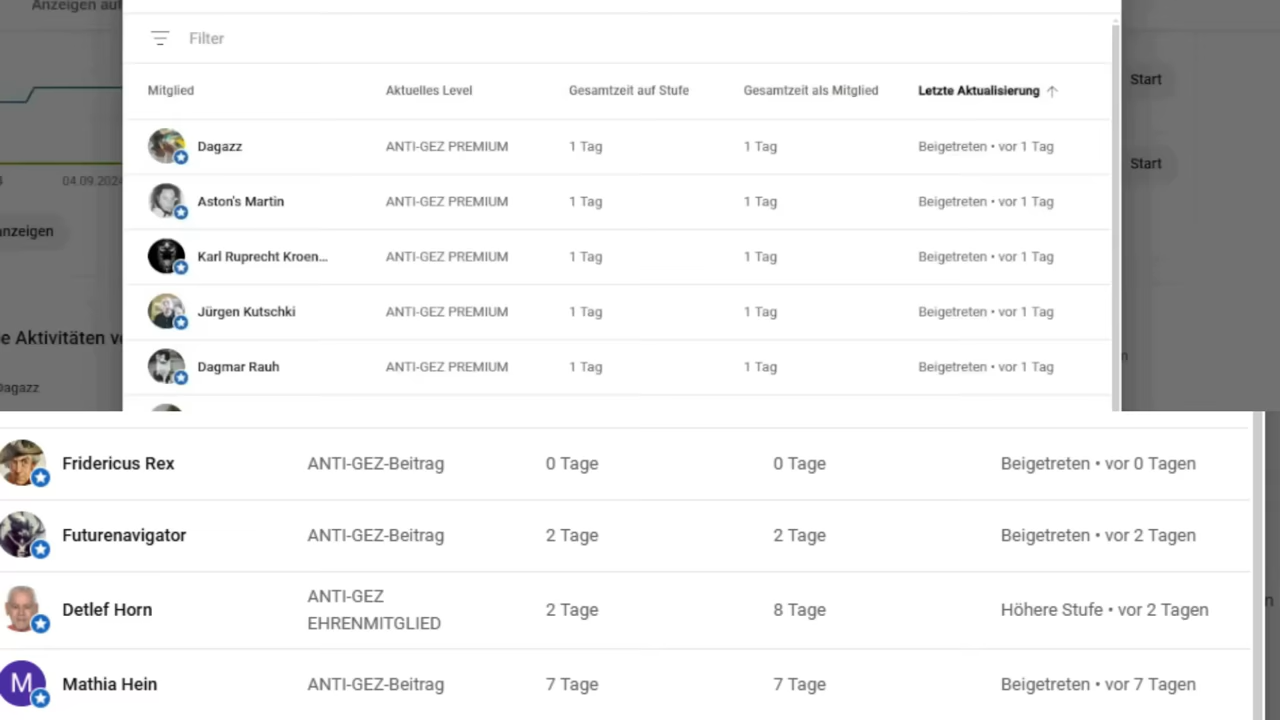 Anzeigen auf
Filter
Mitglied Aktuelles Level Gesamtzeit auf Stufe Gesamtzeit als Mitglied Letzte Aktualisierung
Start
Dagazz ANTI-GEZ PREMIUM 1 Tag 1 Tag Beigetreten • vor 1 Tag
Start
04.09.2024
Aston's Martin ANTI-GEZ PREMIUM 1 Tag 1 Tag Beigetreten • vor 1 Tag
anzeigen
Karl Ruprecht Kroen... ANTI-GEZ PREMIUM 1 Tag 1 Tag Beigetreten • vor 1 Tag
Jürgen Kutschki ANTI-GEZ PREMIUM 1 Tag 1 Tag Beigetreten • vor 1 Tag
e Aktivitäten v
Dagmar Rauh ANTI-GEZ PREMIUM 1 Tag 1 Tag Beigetreten • vor 1 Tag
Dagazz
Fridericus Rex ANTI-GEZ-Beitrag 0 Tage 0 Tage Beigetreten • vor 0 Tagen
Futurenavigator ANTI-GEZ-Beitrag 2 Tage 2 Tage Beigetreten • vor 2 Tagen
Detlef Horn ANTI-GEZ EHRENMITGLIED 2 Tage 8 Tage Höhere Stufe • vor 2 Tagen
M Mathia Hein ANTI-GEZ-Beitrag 7 Tage 7 Tage Beigetreten • vor 7 Tagen